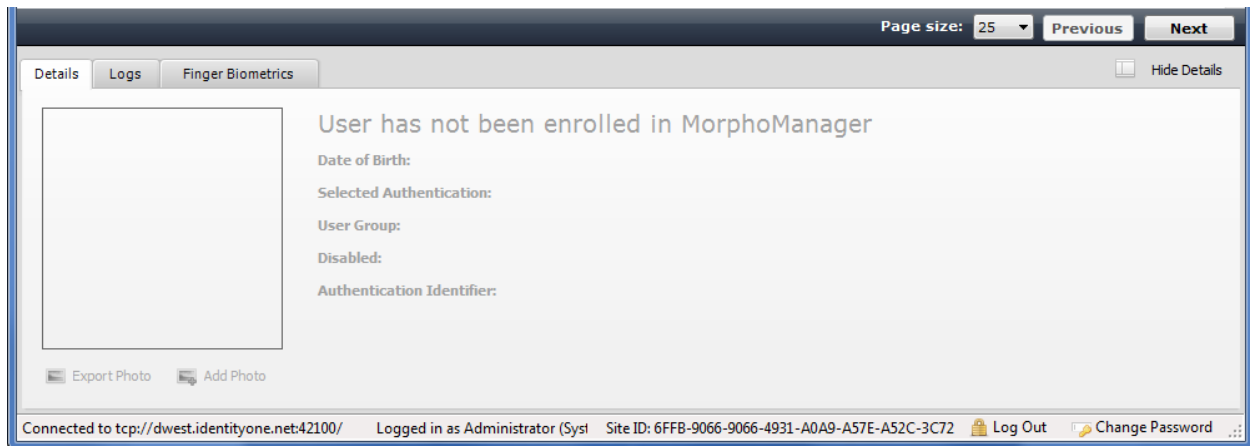 Page size: 25 Previous Next
Details Logs Finger Biometrics Hide Details
User has not been enrolled in MorphoManager
Date of Birth:
Selected Authentication:
User Group:
Disabled:
Authentication Identifier:
Export Photo Add Photo
Connected to tcp://dwest.identityone.net:42100/ Logged in as Administrator (Syst Site ID: 6FFB-9066-9066-4931-A0A9-A57E-A52C-3C72 Log Out Change Password